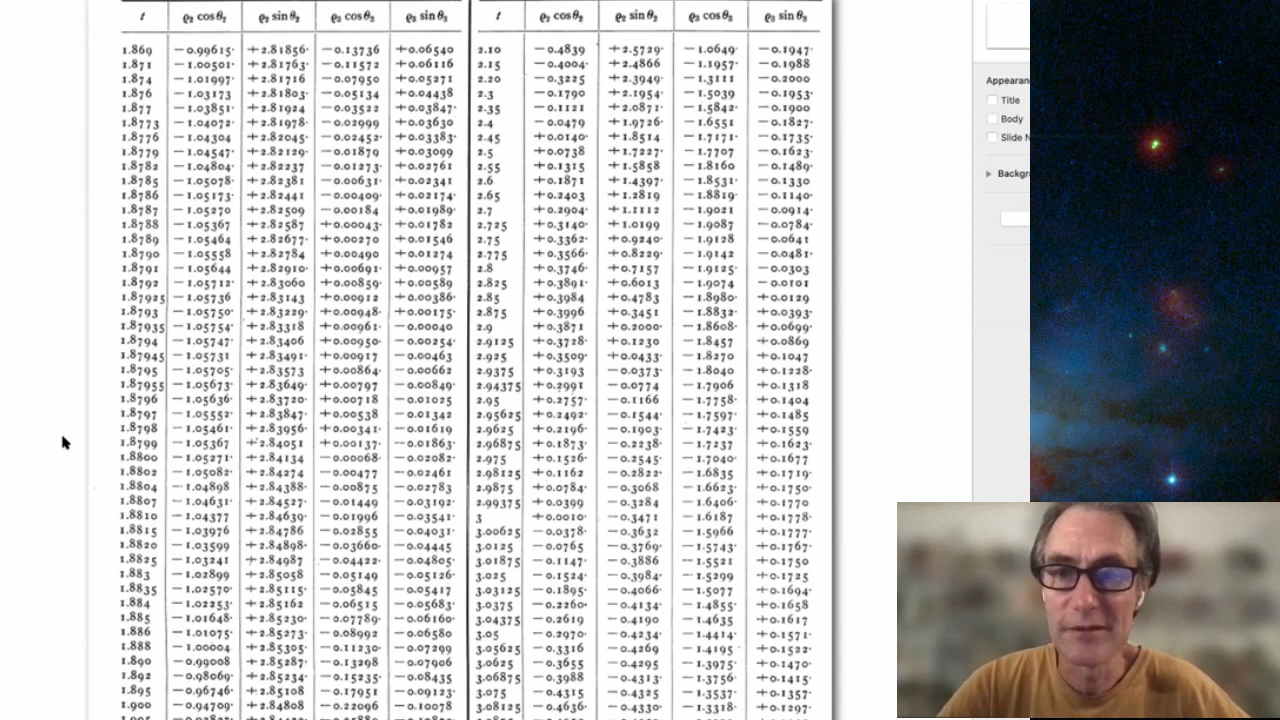 t ϱ₂ cos θ₂ ϱ₂ sin θ₂ ϱ₃ cos θ₃ ϱ₃ sin θ₃ t ϱ₂ cos θ₂ ϱ₂ sin θ₂ ϱ₃ cos θ₃ ϱ₃ sin θ₃
1.869 −0.99615· +2.81856· −0.13736 +0.06540 2.10 −0.4839 +2.5729· −1.0649· −0.1947·
1.871 −1.00501· +2.81763· −0.11572 +0.06116 2.15 −0.4004· +2.4866 −1.1957· −0.1988
1.874 −1.01997· +2.81716 −0.07950 +0.05271 2.20 −0.3225 +2.3949· −1.3111 −0.2000
1.876 −1.03173 +2.81803· −0.05134 +0.04438 2.3 −0.1790 +2.1954· −1.5039 −0.1953·
1.877 −1.03851· +2.81924 −0.03522 +0.03847· 2.35 −0.1121 +2.0871· −1.5842· −0.1900
1.8773 −1.04072· +2.81978· −0.02999 +0.03630 2.4 −0.0479 +1.9726· −1.6551 −0.1827·
1.8776 −1.04304 +2.82045· −0.02452· +0.03383· 2.45 +0.0140· +1.8514 −1.7171· −0.1735·
1.8779 −1.04547· +2.82129· −0.01879 +0.03099 2.5 +0.0738 +1.7227· −1.7707 −0.1623·
1.8782 −1.04804· +2.82237 −0.01273· +0.02761 2.55 +0.1315 +1.5858 −1.8160 −0.1489·
1.8785 −1.05078· +2.82381 −0.00631· +0.02341 2.6 +0.1871 +1.4397· −1.8531· −0.1330
1.8786 −1.05173· +2.82441 −0.00409· +0.02174· 2.65 +0.2403 +1.2819 −1.8819· −0.1140·
1.8787 −1.05270 +2.82509 −0.00184 +0.01989· 2.7 +0.2904· +1.1112 −1.9021 −0.0914·
1.8788 −1.05367 +2.82587 +0.00043· +0.01782 2.725 +0.3140· +1.0199 −1.9087 −0.0784·
1.8789 −1.05464 +2.82677· +0.00270 +0.01546 2.75 +0.3362· +0.9240· −1.9128 −0.0641
1.8790 −1.05558 +2.82784 +0.00490 +0.01274 2.775 +0.3566· +0.8229· −1.9142 −0.0481·
1.8791 −1.05644 +2.82910· +0.00691· +0.00957 2.8 +0.3746· +0.7157 −1.9125· −0.0303
1.8792 −1.05712· +2.83060 +0.00859· +0.00589 2.825 +0.3891· +0.6013 −1.9074 −0.0101
1.87925 −1.05736 +2.83143 +0.00912 +0.00386· 2.85 +0.3984 +0.4783 −1.8980· +0.0129
1.8793 −1.05750· +2.83229· +0.00948· +0.00175· 2.875 +0.3996 +0.3451 −1.8832· +0.0393·
1.87935 −1.05754· +2.83318 +0.00961· −0.00040 2.9 +0.3871 +0.2000· −1.8608· +0.0699·
1.8794 −1.05747· +2.83406 +0.00950· −0.00254· 2.9125 +0.3728· +0.1230 −1.8457 +0.0869
1.87945 −1.05731 +2.83491· +0.00917 −0.00463 2.925 +0.3509· +0.0433· −1.8270 +0.1047
1.8795 −1.05705· +2.83573 +0.00864· −0.00662 2.9375 +0.3193 −0.0373· −1.8040 +0.1228·
1.87955 −1.05673· +2.83649· +0.00797 −0.00849· 2.94375 +0.2991 −0.0774 −1.7906 +0.1318
1.8796 −1.05636· +2.83720· +0.00718 −0.01025 2.95 +0.2757· −0.1166 −1.7758· +0.1404
1.8797 −1.05552· +2.83847· +0.00538 −0.01342 2.95625 +0.2492· −0.1544· −1.7597· +0.1485
1.8798 −1.05461· +2.83956· +0.00341· −0.01619 2.9625 +0.2196· −0.1903· −1.7423· +0.1559
1.8799 −1.05367 +2.84051 +0.00137· −0.01863· 2.96875 +0.1873· −0.2238· −1.7237 +0.1623·
1.8800 −1.05271· +2.84134 −0.00068· −0.02082· 2.975 +0.1526· −0.2545· −1.7040· +0.1677
1.8802 −1.05082· +2.84274 −0.00477 −0.02461 2.98125 +0.1162 −0.2822· −1.6835 +0.1719·
1.8804 −1.04898 +2.84388· −0.00875 −0.02783 2.9875 +0.0784· −0.3068 −1.6623· +0.1750·
1.8807 −1.04631· +2.84527· −0.01449 −0.03192· 2.99375 +0.0399 −0.3284 −1.6406· +0.1770
1.8810 −1.04377 +2.84639· −0.01996 −0.03541· 3 +0.0010· −0.3471 −1.6187 +0.1778·
1.8815 −1.03976 +2.84786 −0.02855 −0.04031· 3.00625 −0.0378· −0.3632 −1.5966 +0.1777·
1.8820 −1.03599 +2.84898· −0.03660· −0.04445 3.0125 −0.0765 −0.3769· −1.5743· +0.1767·
1.8825 −1.03241 +2.84987 −0.04422· −0.04805· 3.01875 −0.1147· −0.3886 −1.5521 +0.1750
1.883 −1.02899 +2.85058 −0.05149 −0.05126· 3.025 −0.1524· −0.3984· −1.5299 +0.1725
1.8835 −1.02570· +2.85115· −0.05845 −0.05417 3.03125 −0.1895· −0.4066· −1.5077 +0.1694·
1.884 −1.02253· +2.85162 −0.06515 −0.05683· 3.0375 −0.2260· −0.4134· −1.4855· +0.1658
1.885 −1.01648· +2.85230· −0.07789· −0.06160· 3.04375 −0.2619 −0.4190 −1.4635 +0.1617
1.886 −1.01075· +2.85273· −0.08992 −0.06580 3.05 −0.2970· −0.4234· −1.4414· +0.1571·
1.888 −1.00004 +2.85305· −0.11230· −0.07299 3.05625 −0.3316 −0.4269 −1.4195· +0.1522·
1.890 −0.99008 +2.85287· −0.13298 −0.07906 3.0625 −0.3655 −0.4295 −1.3975· +0.1470·
1.892 −0.98069· +2.85234· −0.15235· −0.08435 3.06875 −0.3988 −0.4313· −1.3756· +0.1415·
1.895 −0.96746· +2.85108 −0.17951 −0.09123· 3.075 −0.4315 −0.4325 −1.3537· +0.1357·
1.900 −0.94709· +2.84808 −0.22096 −0.10078 3.08125 −0.4636· −0.4330· −1.3318· +0.1297·
Appearan
Title
Body
Slide N
Backgr